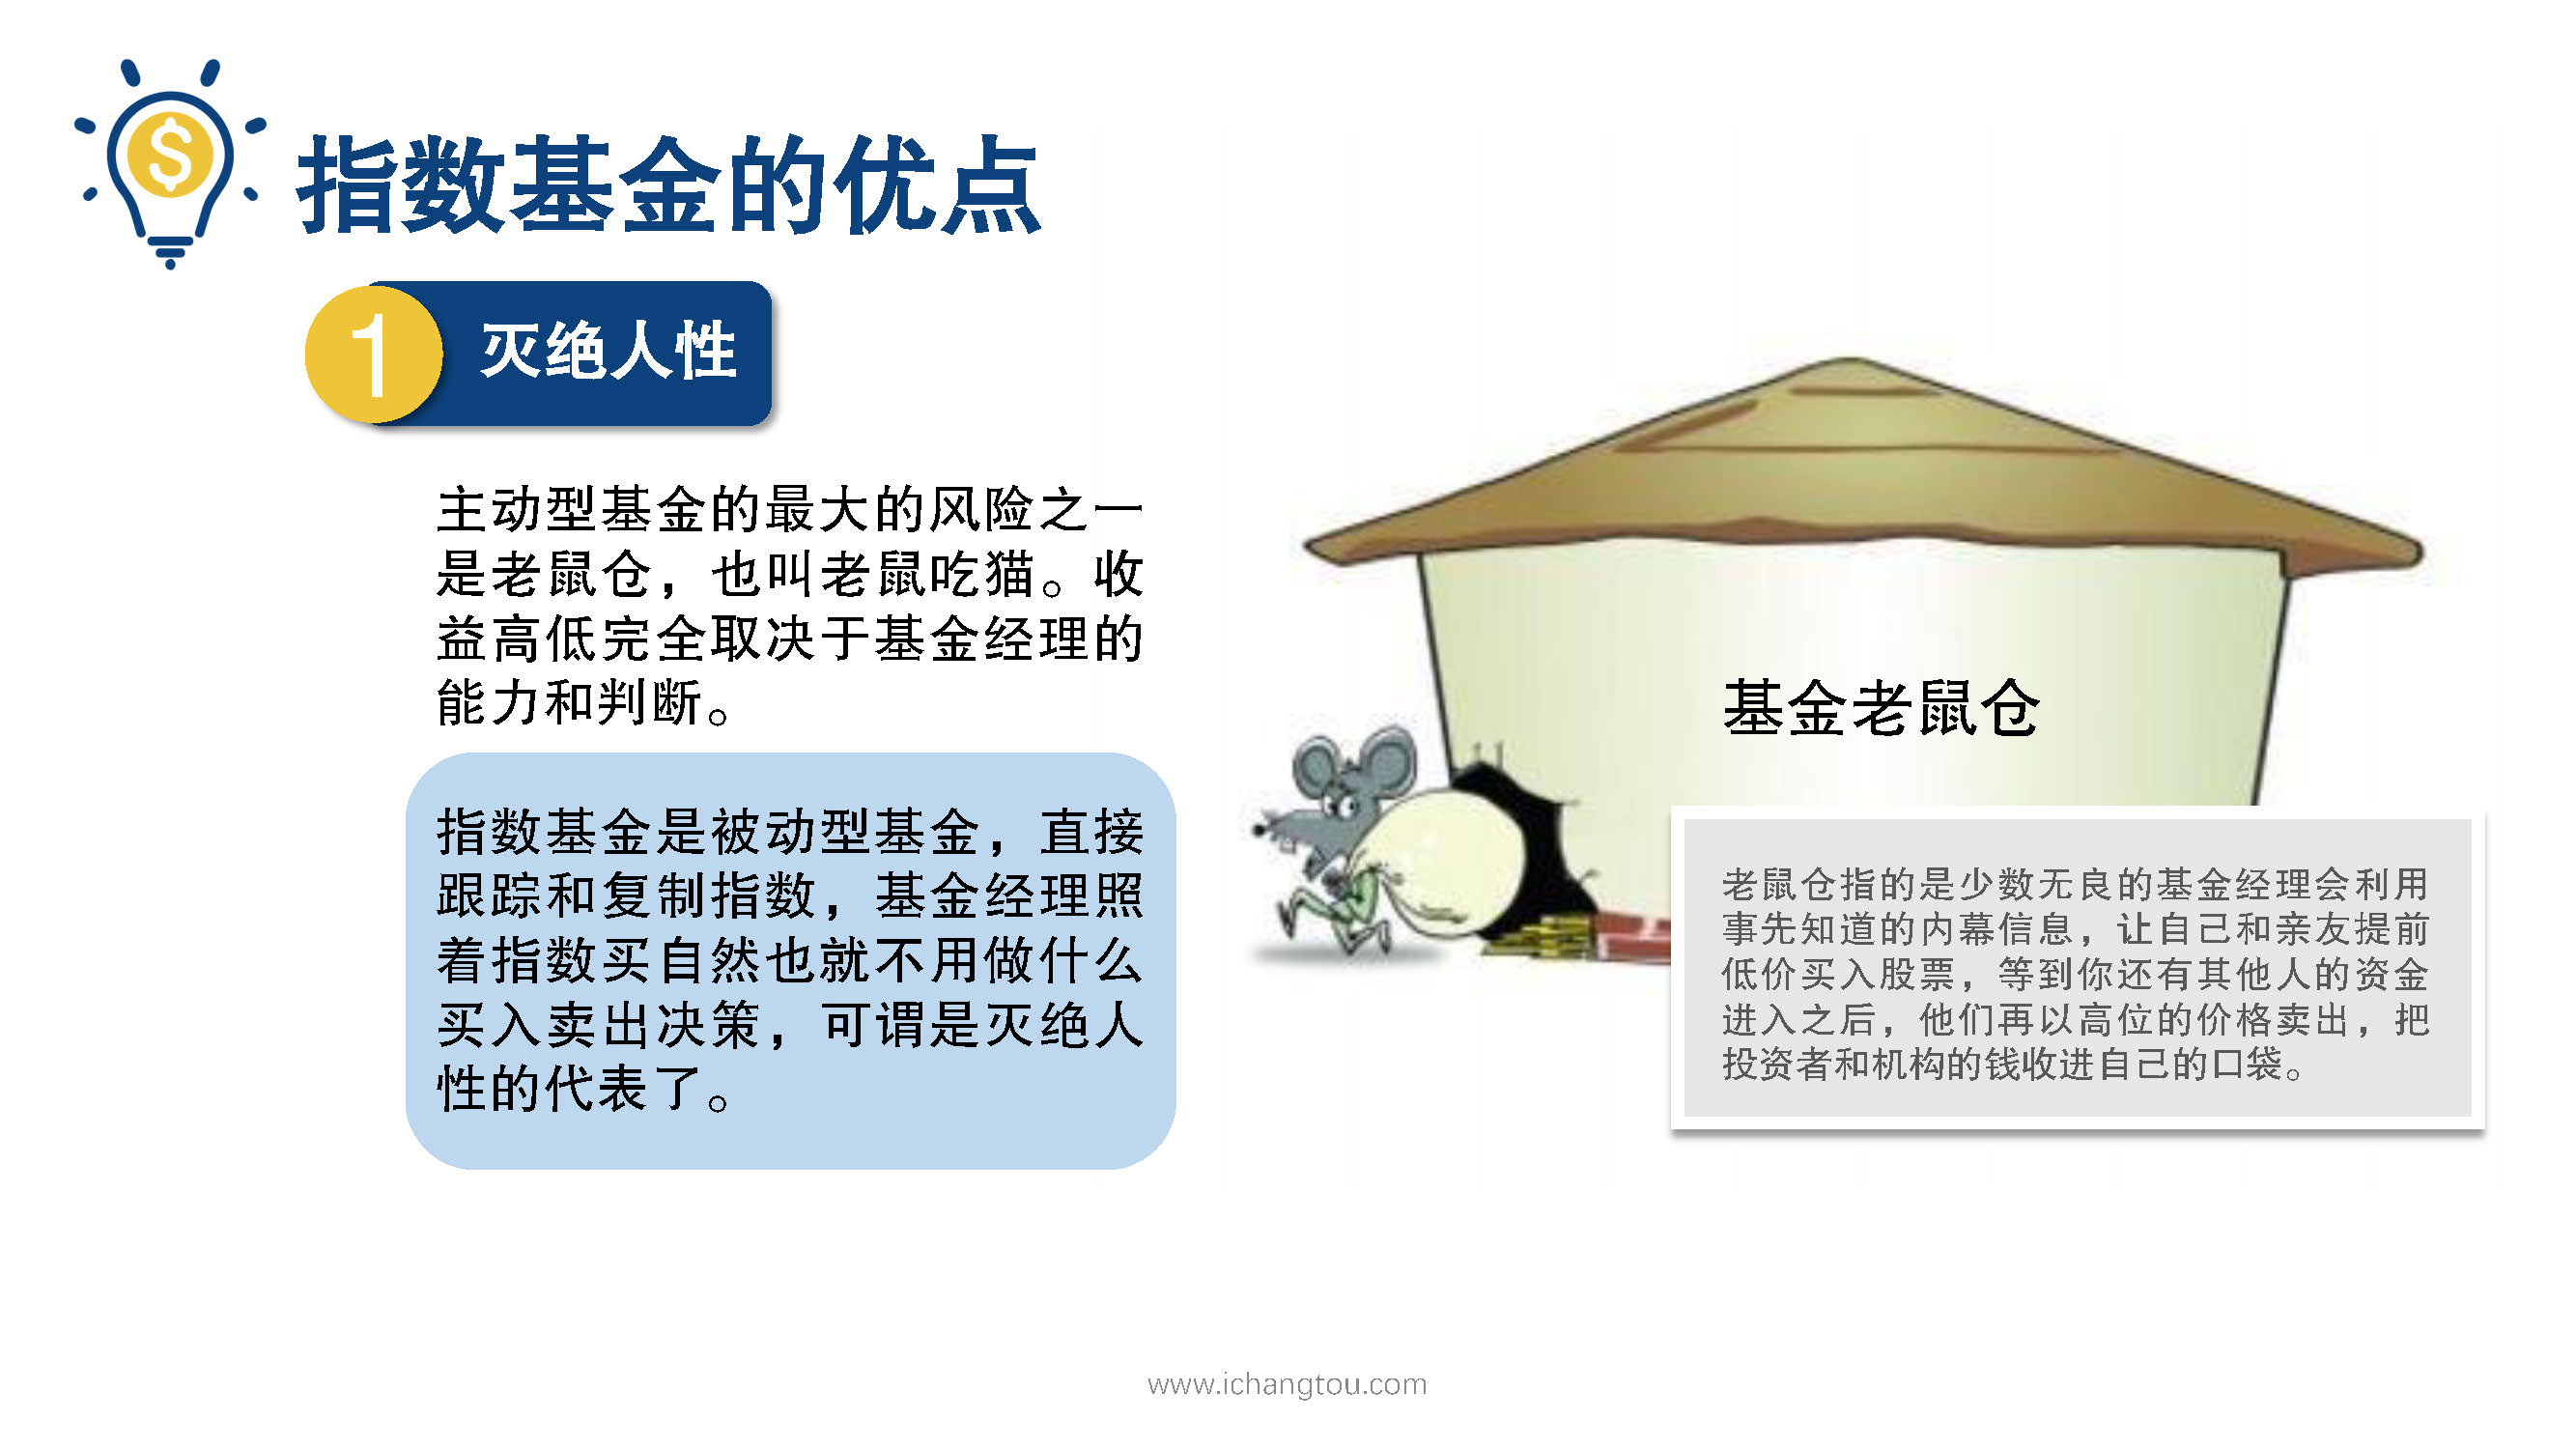 指数基金的优点
1
灭绝人性
主动型基金的最大的风险之一
是老鼠仓，也叫老鼠吃猫。收
益高低完全取决于基金经理的
能力和判断。
指数基金是被动型基金，直接
跟踪和复制指数，基金经理照
着指数买自然也就不用做什么
买入卖出决策，可谓是灭绝人
性的代表了。
基金老鼠仓
老鼠仓指的是少数无良的基金经理会利用
事先知道的内幕信息，让自己和亲友提前
低价买入股票，等到你还有其他人的资金
进入之后，他们再以高位的价格卖出，把
投资者和机构的钱收进自己的口袋。
www.ichangtou.com